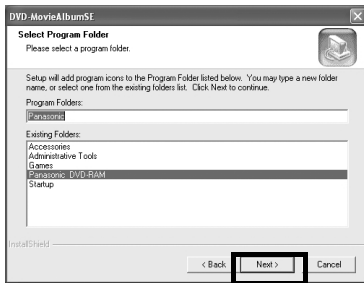 DVD-MovieAlbumSE
Select Program Folder
Please select a program folder.
Setup will add program icons to the Program Folder listed below. You may type a new folder
name, or select one from the existing folders list. Click Next to continue.
Program Folders:
Panasonic
Existing Folders:
Accessories
Administrative Tools
Games
Panasonic DVD-RAM
Startup
InstallShield
< Back Next > Cancel